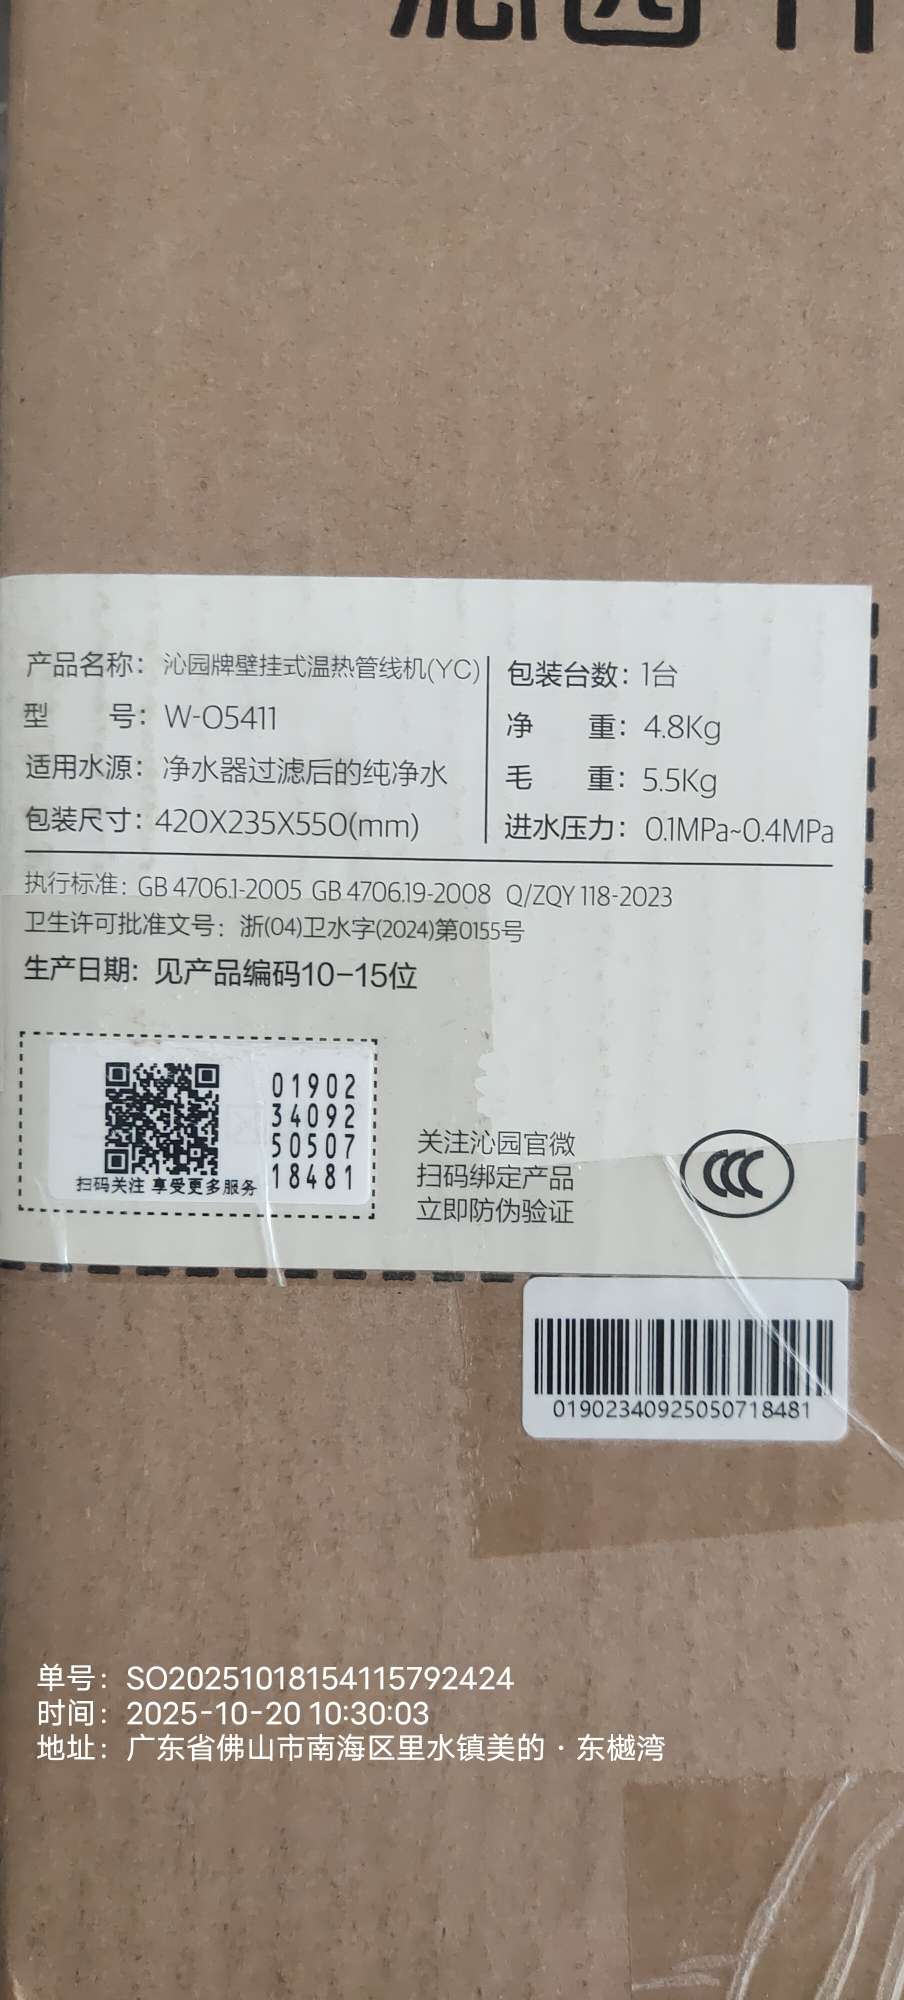 沁园
产品名称：沁园牌壁挂式温热管线机(YC)
型 号：W-O5411
适用水源：净水器过滤后的纯净水
包装尺寸：420X235X550(mm)
包装台数：1台
净 重：4.8Kg
毛 重：5.5Kg
进水压力：0.1MPa~0.4MPa
执行标准：GB 4706.1-2005 GB 4706.19-2008 Q/ZQY 118-2023
卫生许可批准文号：浙(04)卫水字(2024)第0155号
生产日期：见产品编码10-15位
01902
34092
50507
18481
扫码关注 享受更多服务
关注沁园官微
扫码绑定产品
立即防伪验证
CCC
01902340925050718481
单号：SO20251018154115792424
时间：2025-10-20 10:30:03
地址：广东省佛山市南海区里水镇美的·东樾湾